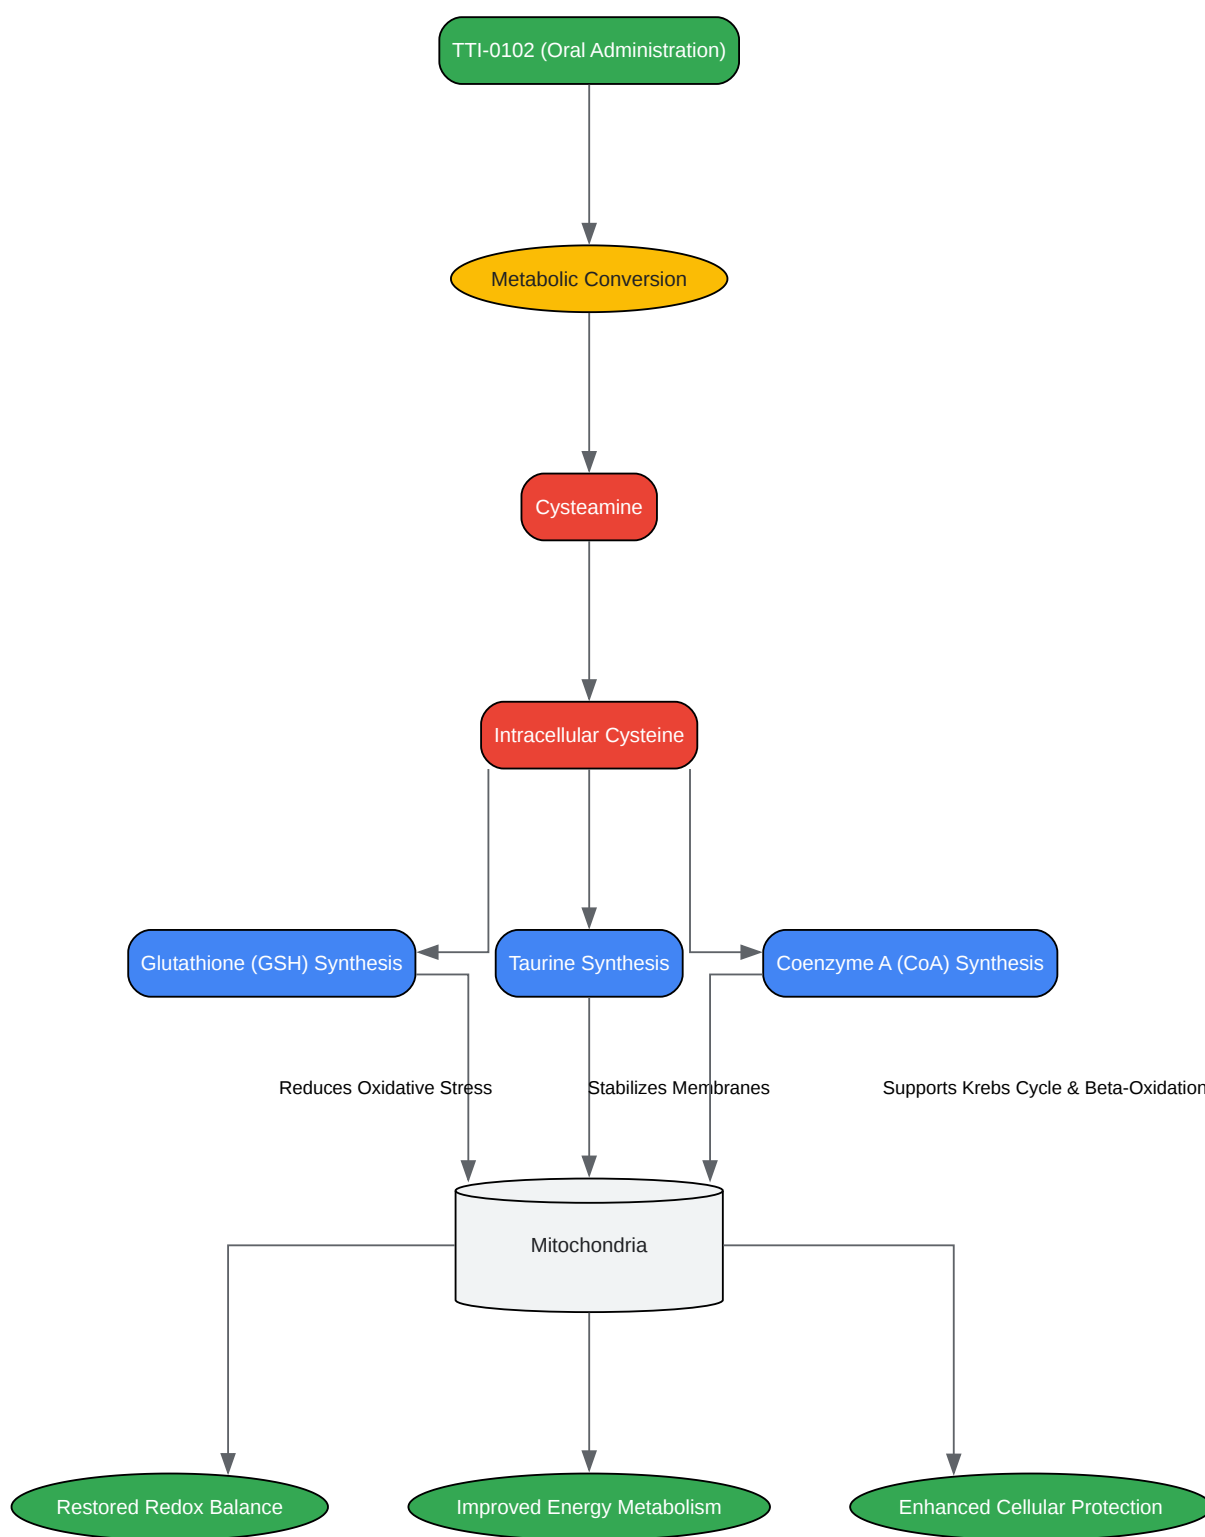 TTI-0102 (Oral Administration)
Metabolic Conversion
Cysteamine
Intracellular Cysteine
Glutathione (GSH) Synthesis
Taurine Synthesis
Coenzyme A (CoA) Synthesis
Reduces Oxidative Stress
Stabilizes Membranes
Supports Krebs Cycle & Beta-Oxidation
Mitochondria
Restored Redox Balance
Improved Energy Metabolism
Enhanced Cellular Protection